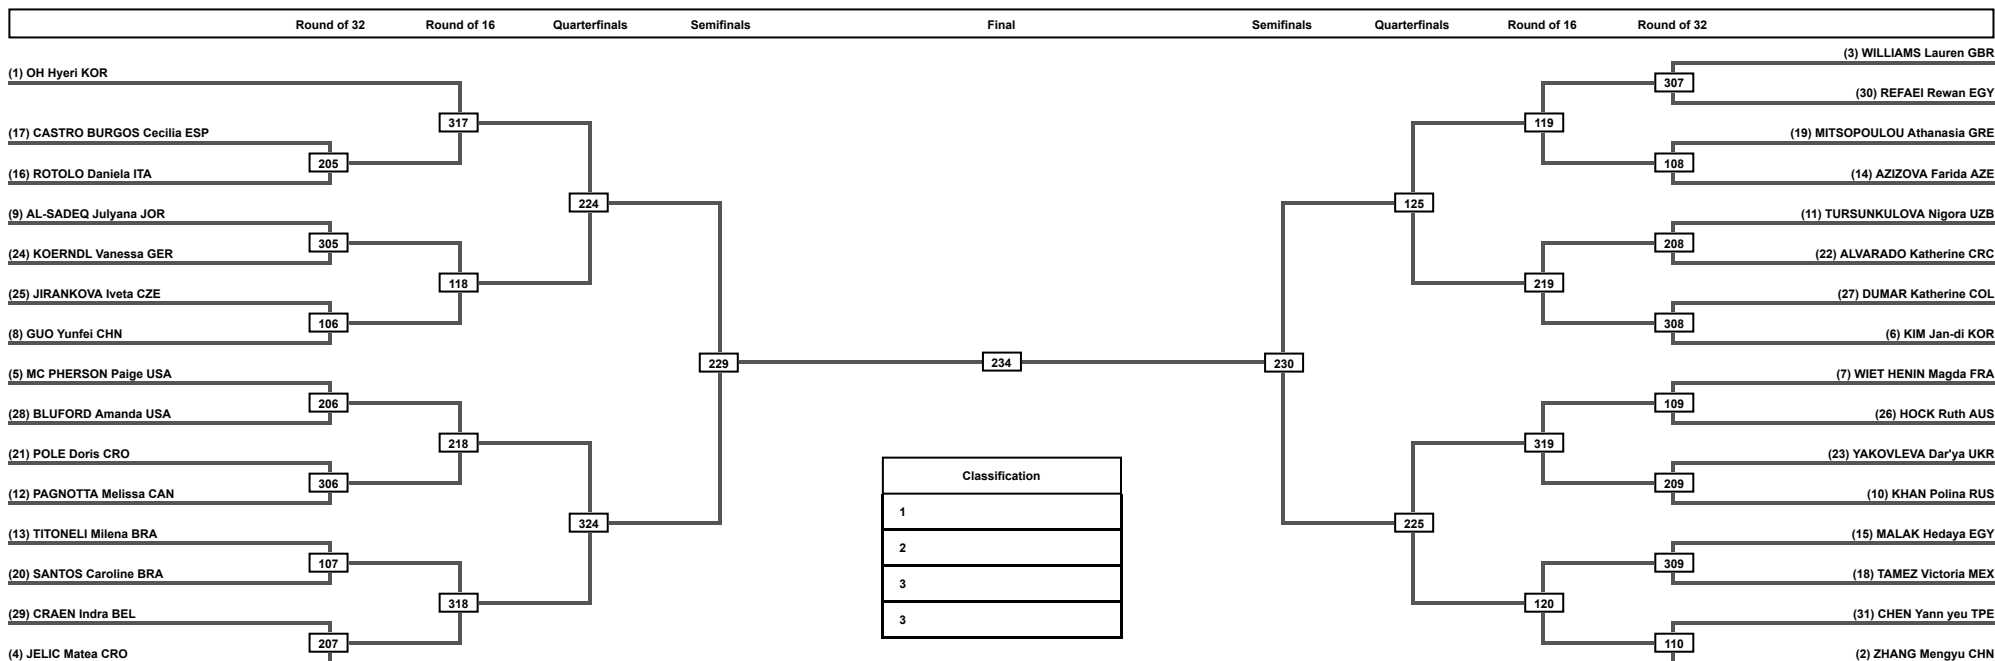 Round of 32 Round of 16 Quarterfinals Semifinals Final Semifinals Quarterfinals Round of 16 Round of 32
(1) OH Hyeri KOR
(17) CASTRO BURGOS Cecilia ESP
(16) ROTOLO Daniela ITA
(9) AL-SADEQ Julyana JOR
(24) KOERNDL Vanessa GER
(25) JIRANKOVA Iveta CZE
(8) GUO Yunfei CHN
(5) MC PHERSON Paige USA
(28) BLUFORD Amanda USA
(21) POLE Doris CRO
(12) PAGNOTTA Melissa CAN
(13) TITONELI Milena BRA
(20) SANTOS Caroline BRA
(29) CRAEN Indra BEL
(4) JELIC Matea CRO
205
305
106
206
306
107
207
317
118
218
318
224
324
229
234
230
125
225
119
219
319
120
307
108
208
308
109
209
309
110
(3) WILLIAMS Lauren GBR
(30) REFAEI Rewan EGY
(19) MITSOPOULOU Athanasia GRE
(14) AZIZOVA Farida AZE
(11) TURSUNKULOVA Nigora UZB
(22) ALVARADO Katherine CRC
(27) DUMAR Katherine COL
(6) KIM Jan-di KOR
(7) WIET HENIN Magda FRA
(26) HOCK Ruth AUS
(23) YAKOVLEVA Dar'ya UKR
(10) KHAN Polina RUS
(15) MALAK Hedaya EGY
(18) TAMEZ Victoria MEX
(31) CHEN Yann yeu TPE
(2) ZHANG Mengyu CHN
Classification
1
2
3
3